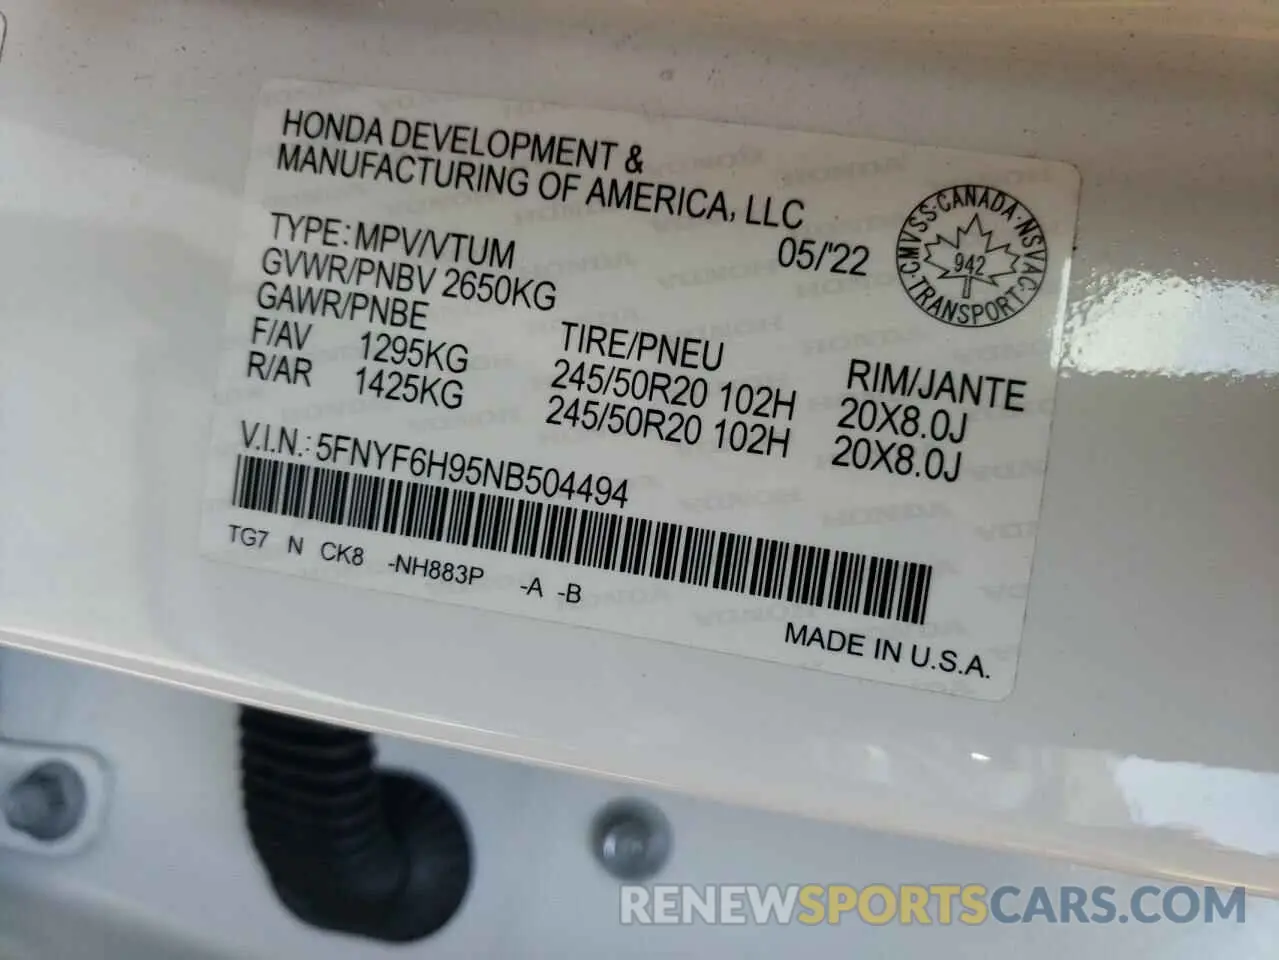 HONDA DEVELOPMENT &
MANUFACTURING OF AMERICA, LLC
05/'22
TYPE: MPV/VTUM
GVWR/PNBV 2650KG
GAWR/PNBE
TIRE/PNEU RIM/JANTE
F/AV 1295KG 245/50R20 102H 20X8.0J
R/AR 1425KG 245/50R20 102H 20X8.0J
CMVSS·CANADA·NSVAC
942
·TRANSPORT·
V.I.N.: 5FNYF6H95NB504494
TG7 N CK8 -NH883P -A -B
MADE IN U.S.A.
RENEWSPORTSCARS.COM